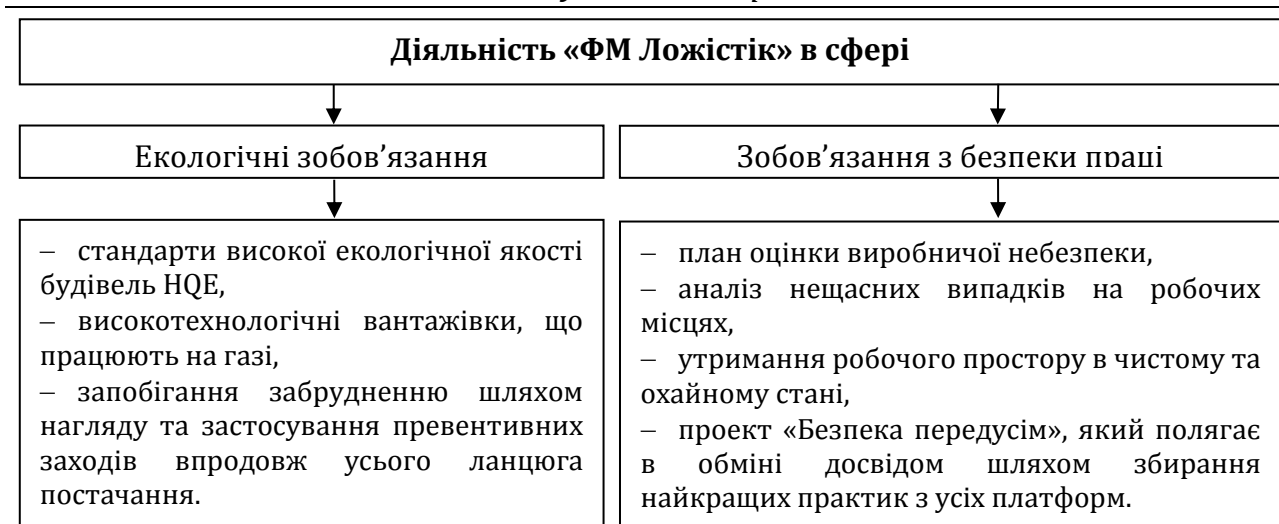 Діяльність «ФМ Ложістік» в сфері
Екологічні зобов’язання
Зобов’язання з безпеки праці
– стандарти високої екологічної якості
будівель HQE,
– високотехнологічні вантажівки, що
працюють на газі,
– запобігання забрудненню шляхом
нагляду та застосування превентивних
заходів впродовж усього ланцюга
постачання.
– план оцінки виробничої небезпеки,
– аналіз нещасних випадків на робочих
місцях,
– утримання робочого простору в чистому та
охайному стані,
– проект «Безпека передусім», який полягає
в обміні досвідом шляхом збирання
найкращих практик з усіх платформ.